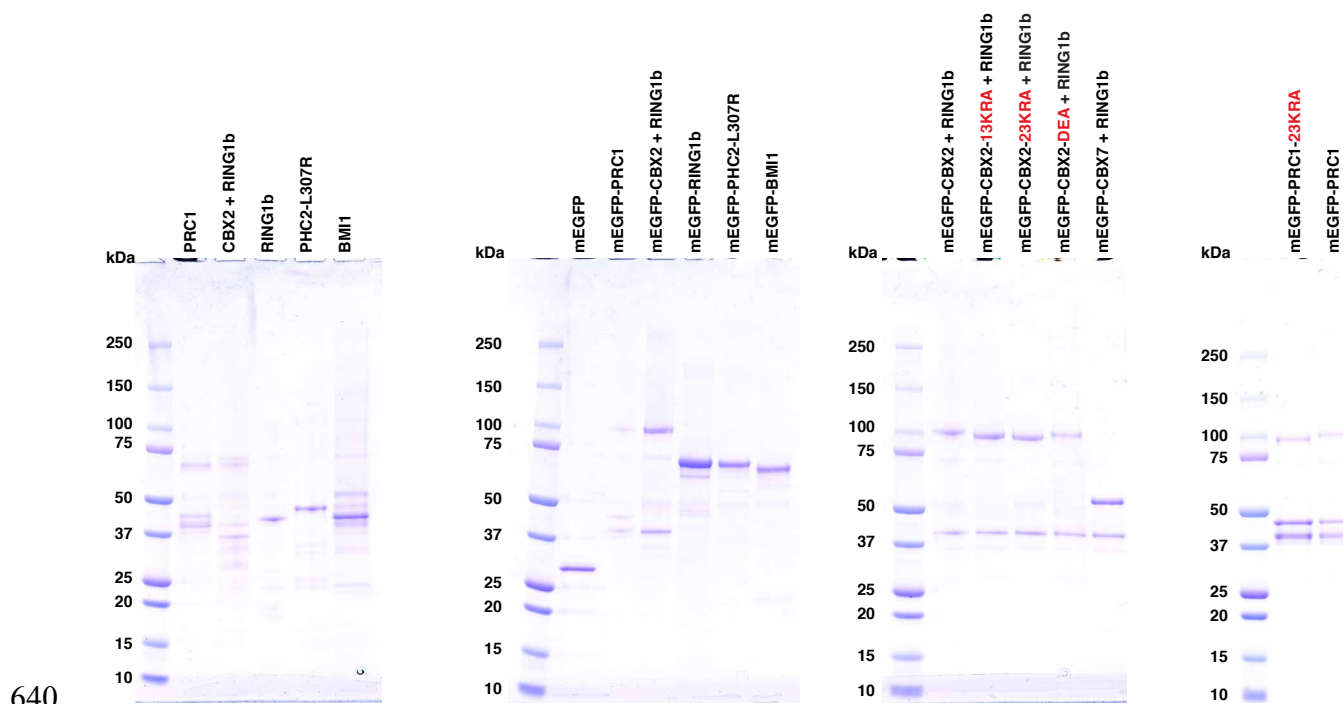 PRC1
CBX2 + RING1b
RING1b
PHC2-L307R
BMI1
kDa
250
150
100
75
50
37
25
20
15
10
mEGFP
mEGFP-PRC1
mEGFP-CBX2 + RING1b
mEGFP-RING1b
mEGFP-PHC2-L307R
mEGFP-BMI1
kDa
250
150
100
75
50
37
25
20
15
10
mEGFP-CBX2 + RING1b
mEGFP-CBX2-13KRA + RING1b
mEGFP-CBX2-23KRA + RING1b
mEGFP-CBX2-DEA + RING1b
mEGFP-CBX7 + RING1b
kDa
250
150
100
75
50
37
25
20
15
10
mEGFP-PRC1-23KRA
mEGFP-PRC1
kDa
250
150
100
75
50
37
25
20
15
10
640